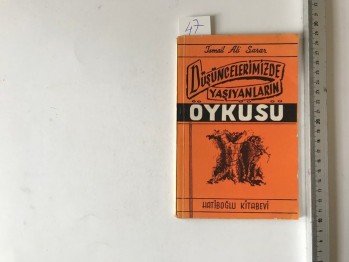 47
İsmail Ali Sarar
DÜŞÜNCELERİMİZDE
YAŞIYANLARIN
ÖYKÜSÜ
HATİBOĞLU KİTABEVİ